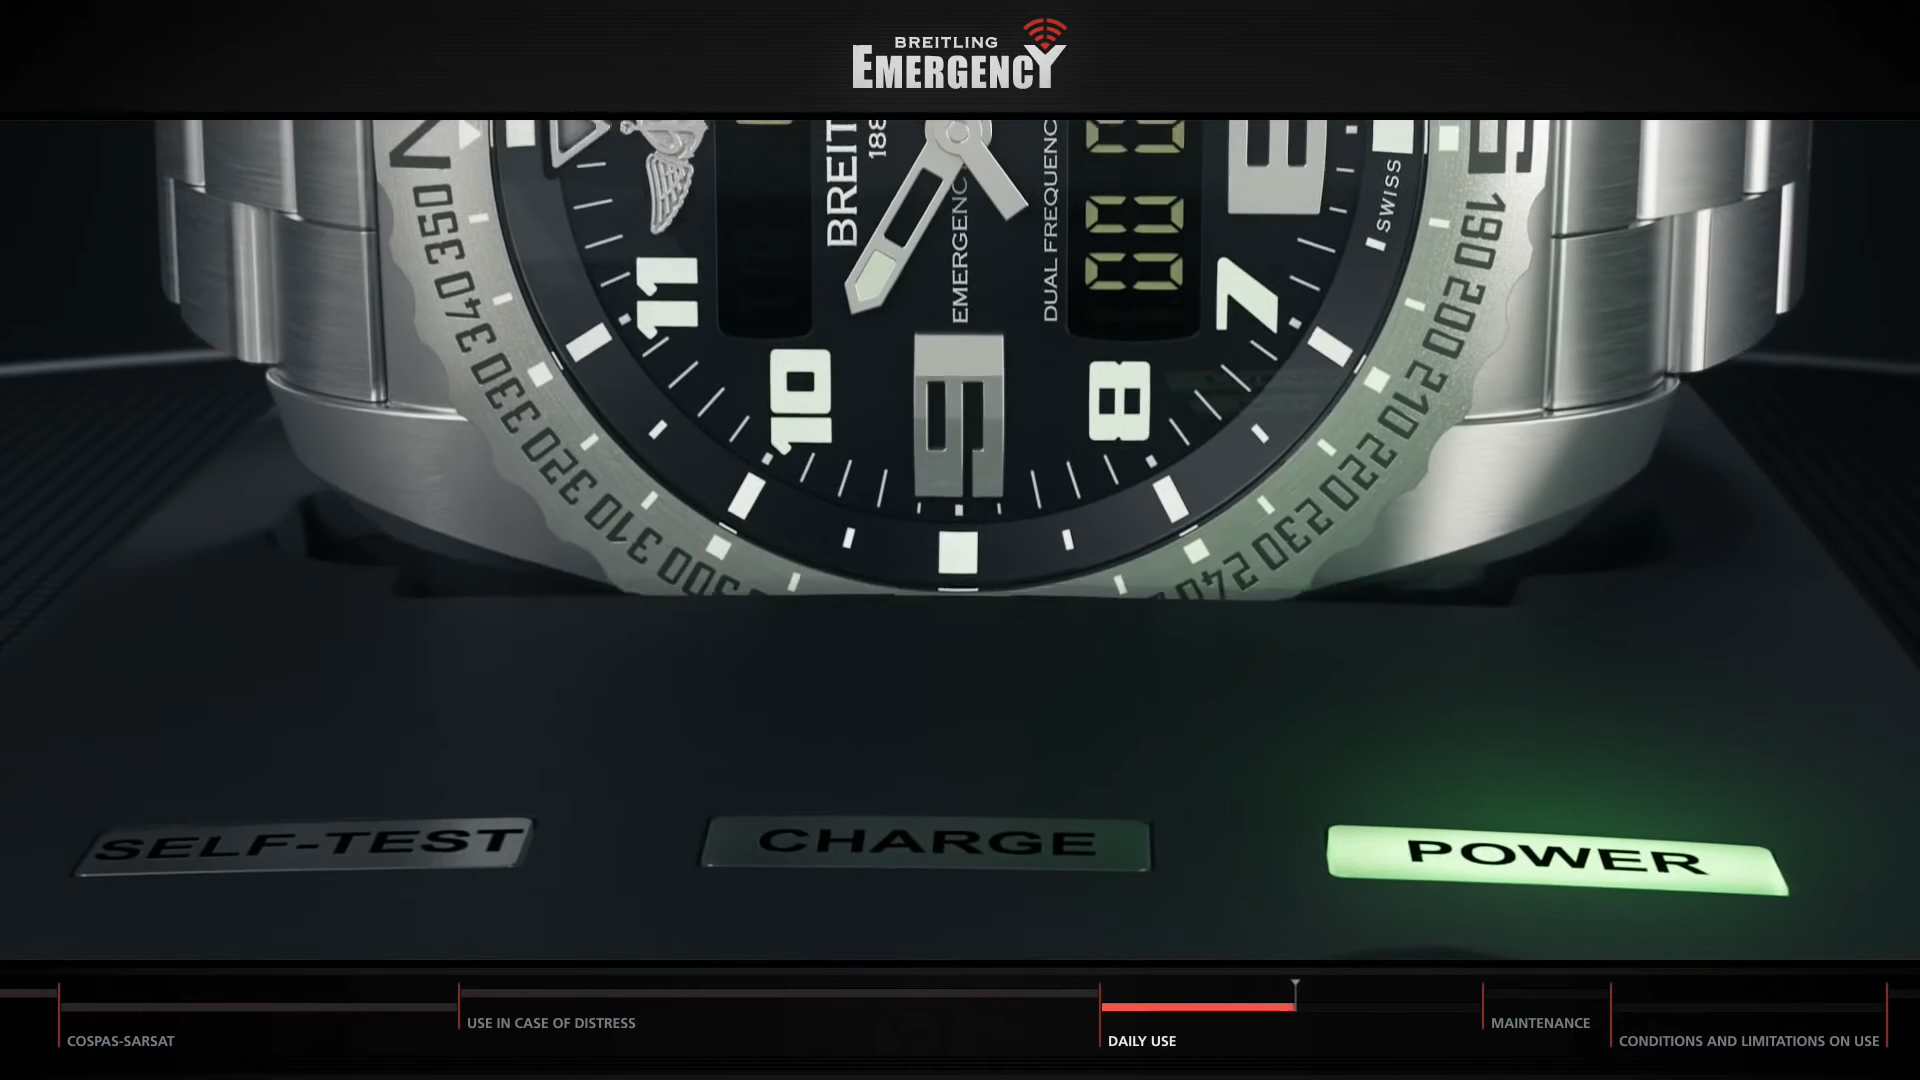 BREITLING
EMERGENCY
BREIT
188
EMERGENC
DUAL FREQUENC
SWISS
N
350
340
330
320
310
300
S
190
200
210
220
230
240
11
10
8
7
SELF-TEST
CHARGE
POWER
COSPAS-SARSAT
USE IN CASE OF DISTRESS
DAILY USE
MAINTENANCE
CONDITIONS AND LIMITATIONS ON USE